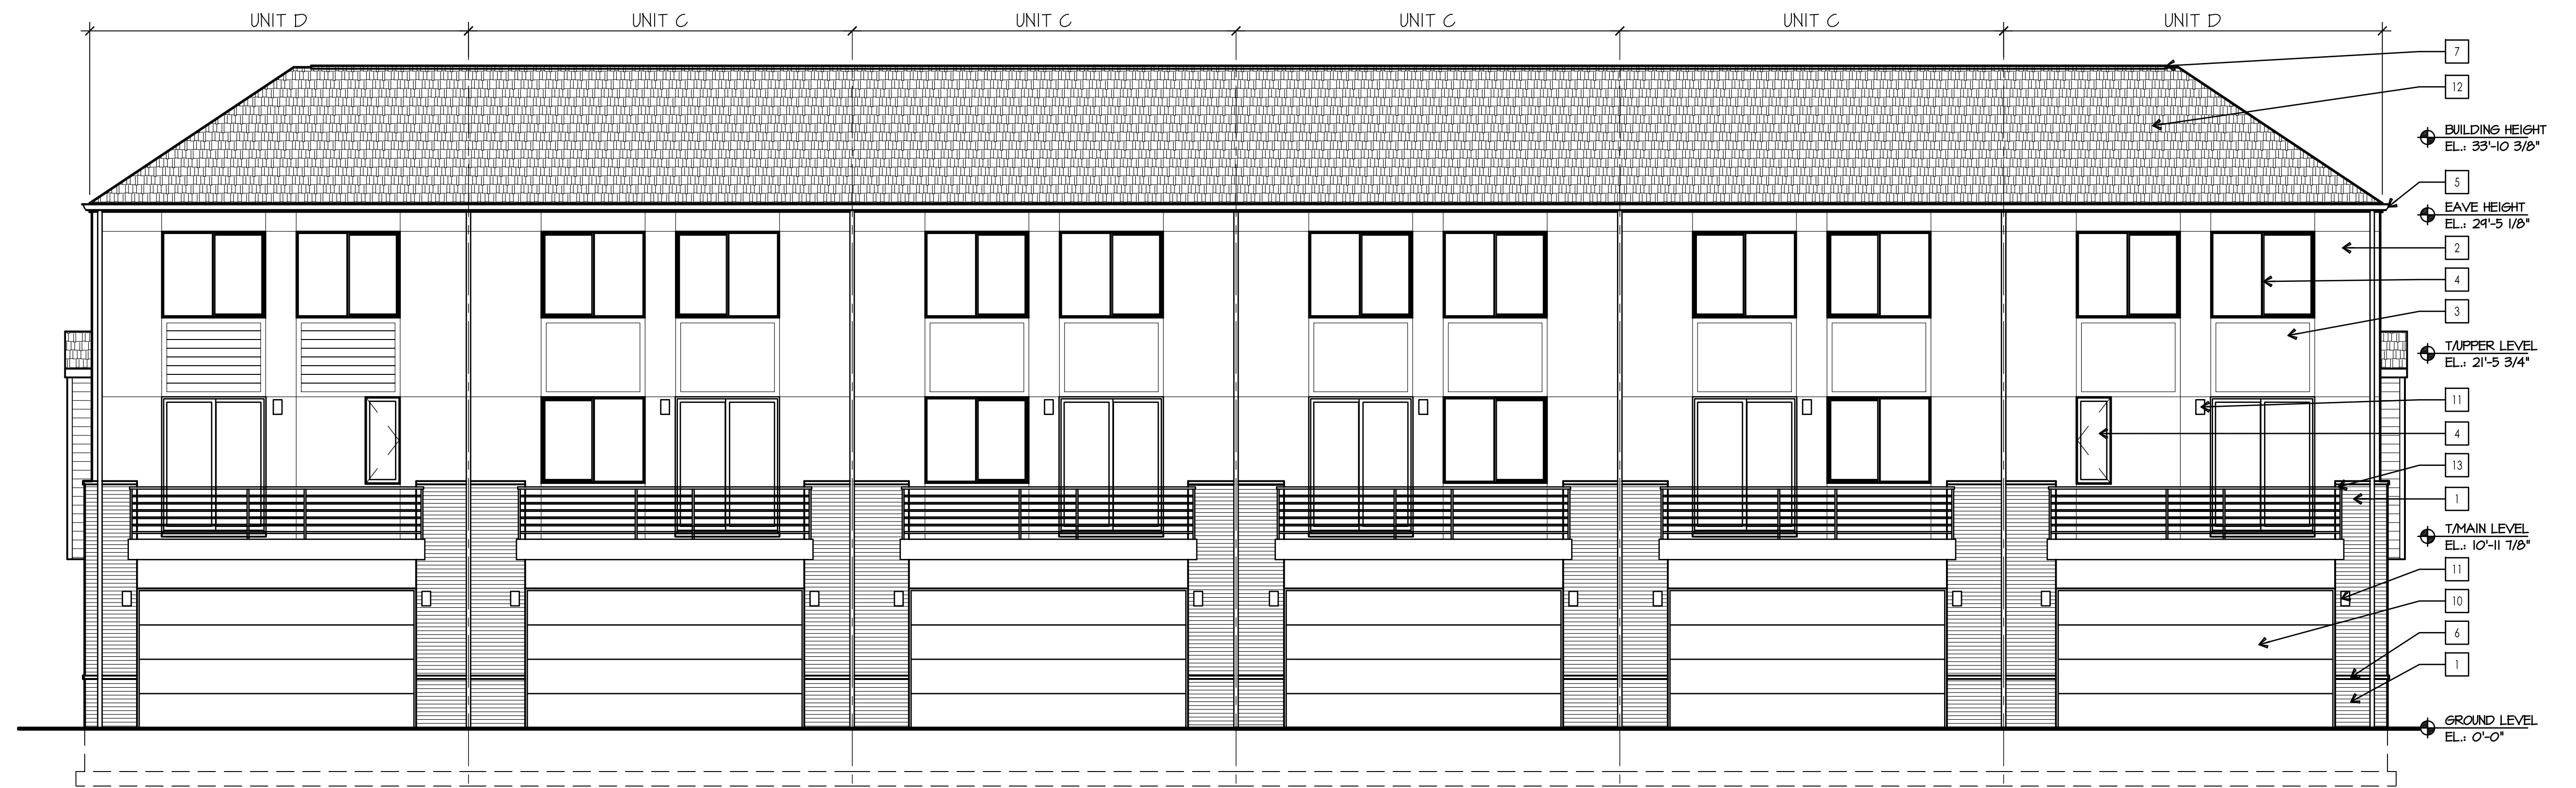 UNIT D
UNIT C
UNIT C
UNIT C
UNIT C
UNIT D
7
12
BUILDING HEIGHT
EL.: 33'-10 3/8"
5
EAVE HEIGHT
EL.: 29'-5 1/8"
2
4
3
T/UPPER LEVEL
EL.: 21'-5 3/4"
11
4
13
1
T/MAIN LEVEL
EL.: 10'-11 7/8"
11
10
6
1
GROUND LEVEL
EL.: 0'-0"